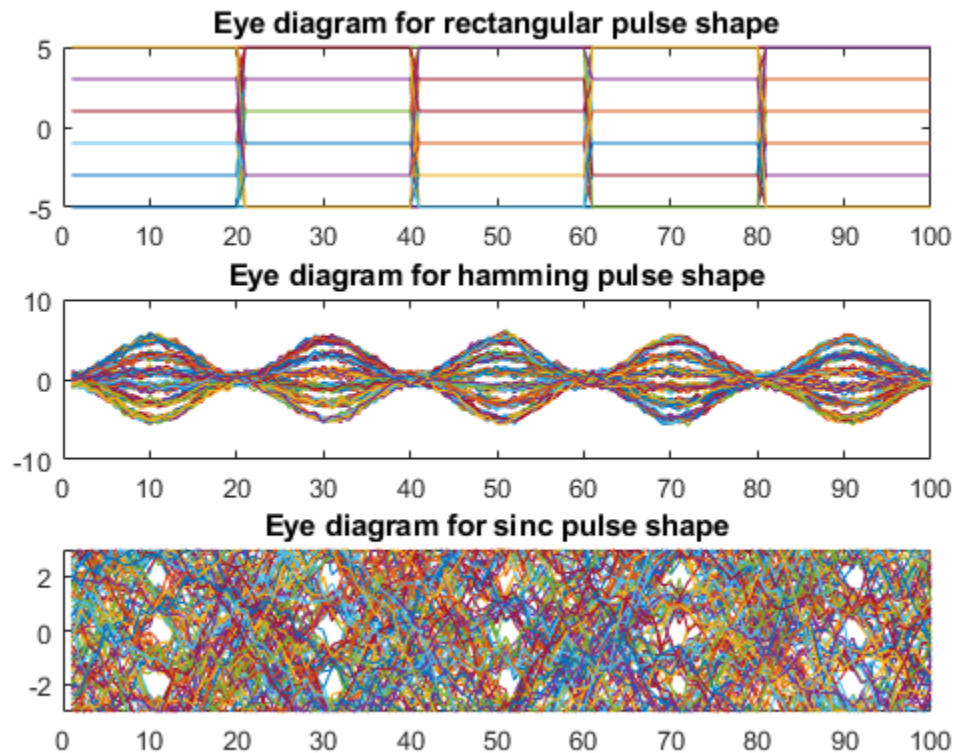 Eye diagram for rectangular pulse shape
5
0
-5
0 10 20 30 40 50 60 70 80 90 100
Eye diagram for hamming pulse shape
10
0
-10
0 10 20 30 40 50 60 70 80 90 100
Eye diagram for sinc pulse shape
2
0
-2
0 10 20 30 40 50 60 70 80 90 100